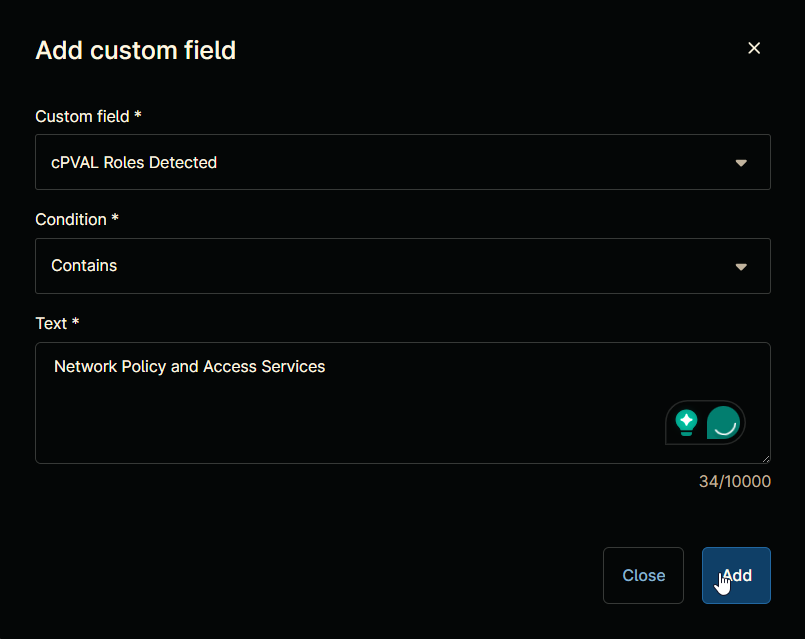 Add custom field
Custom field *
cPVAL Roles Detected
Condition *
Contains
Text *
Network Policy and Access Services
34/10000
Close
Add